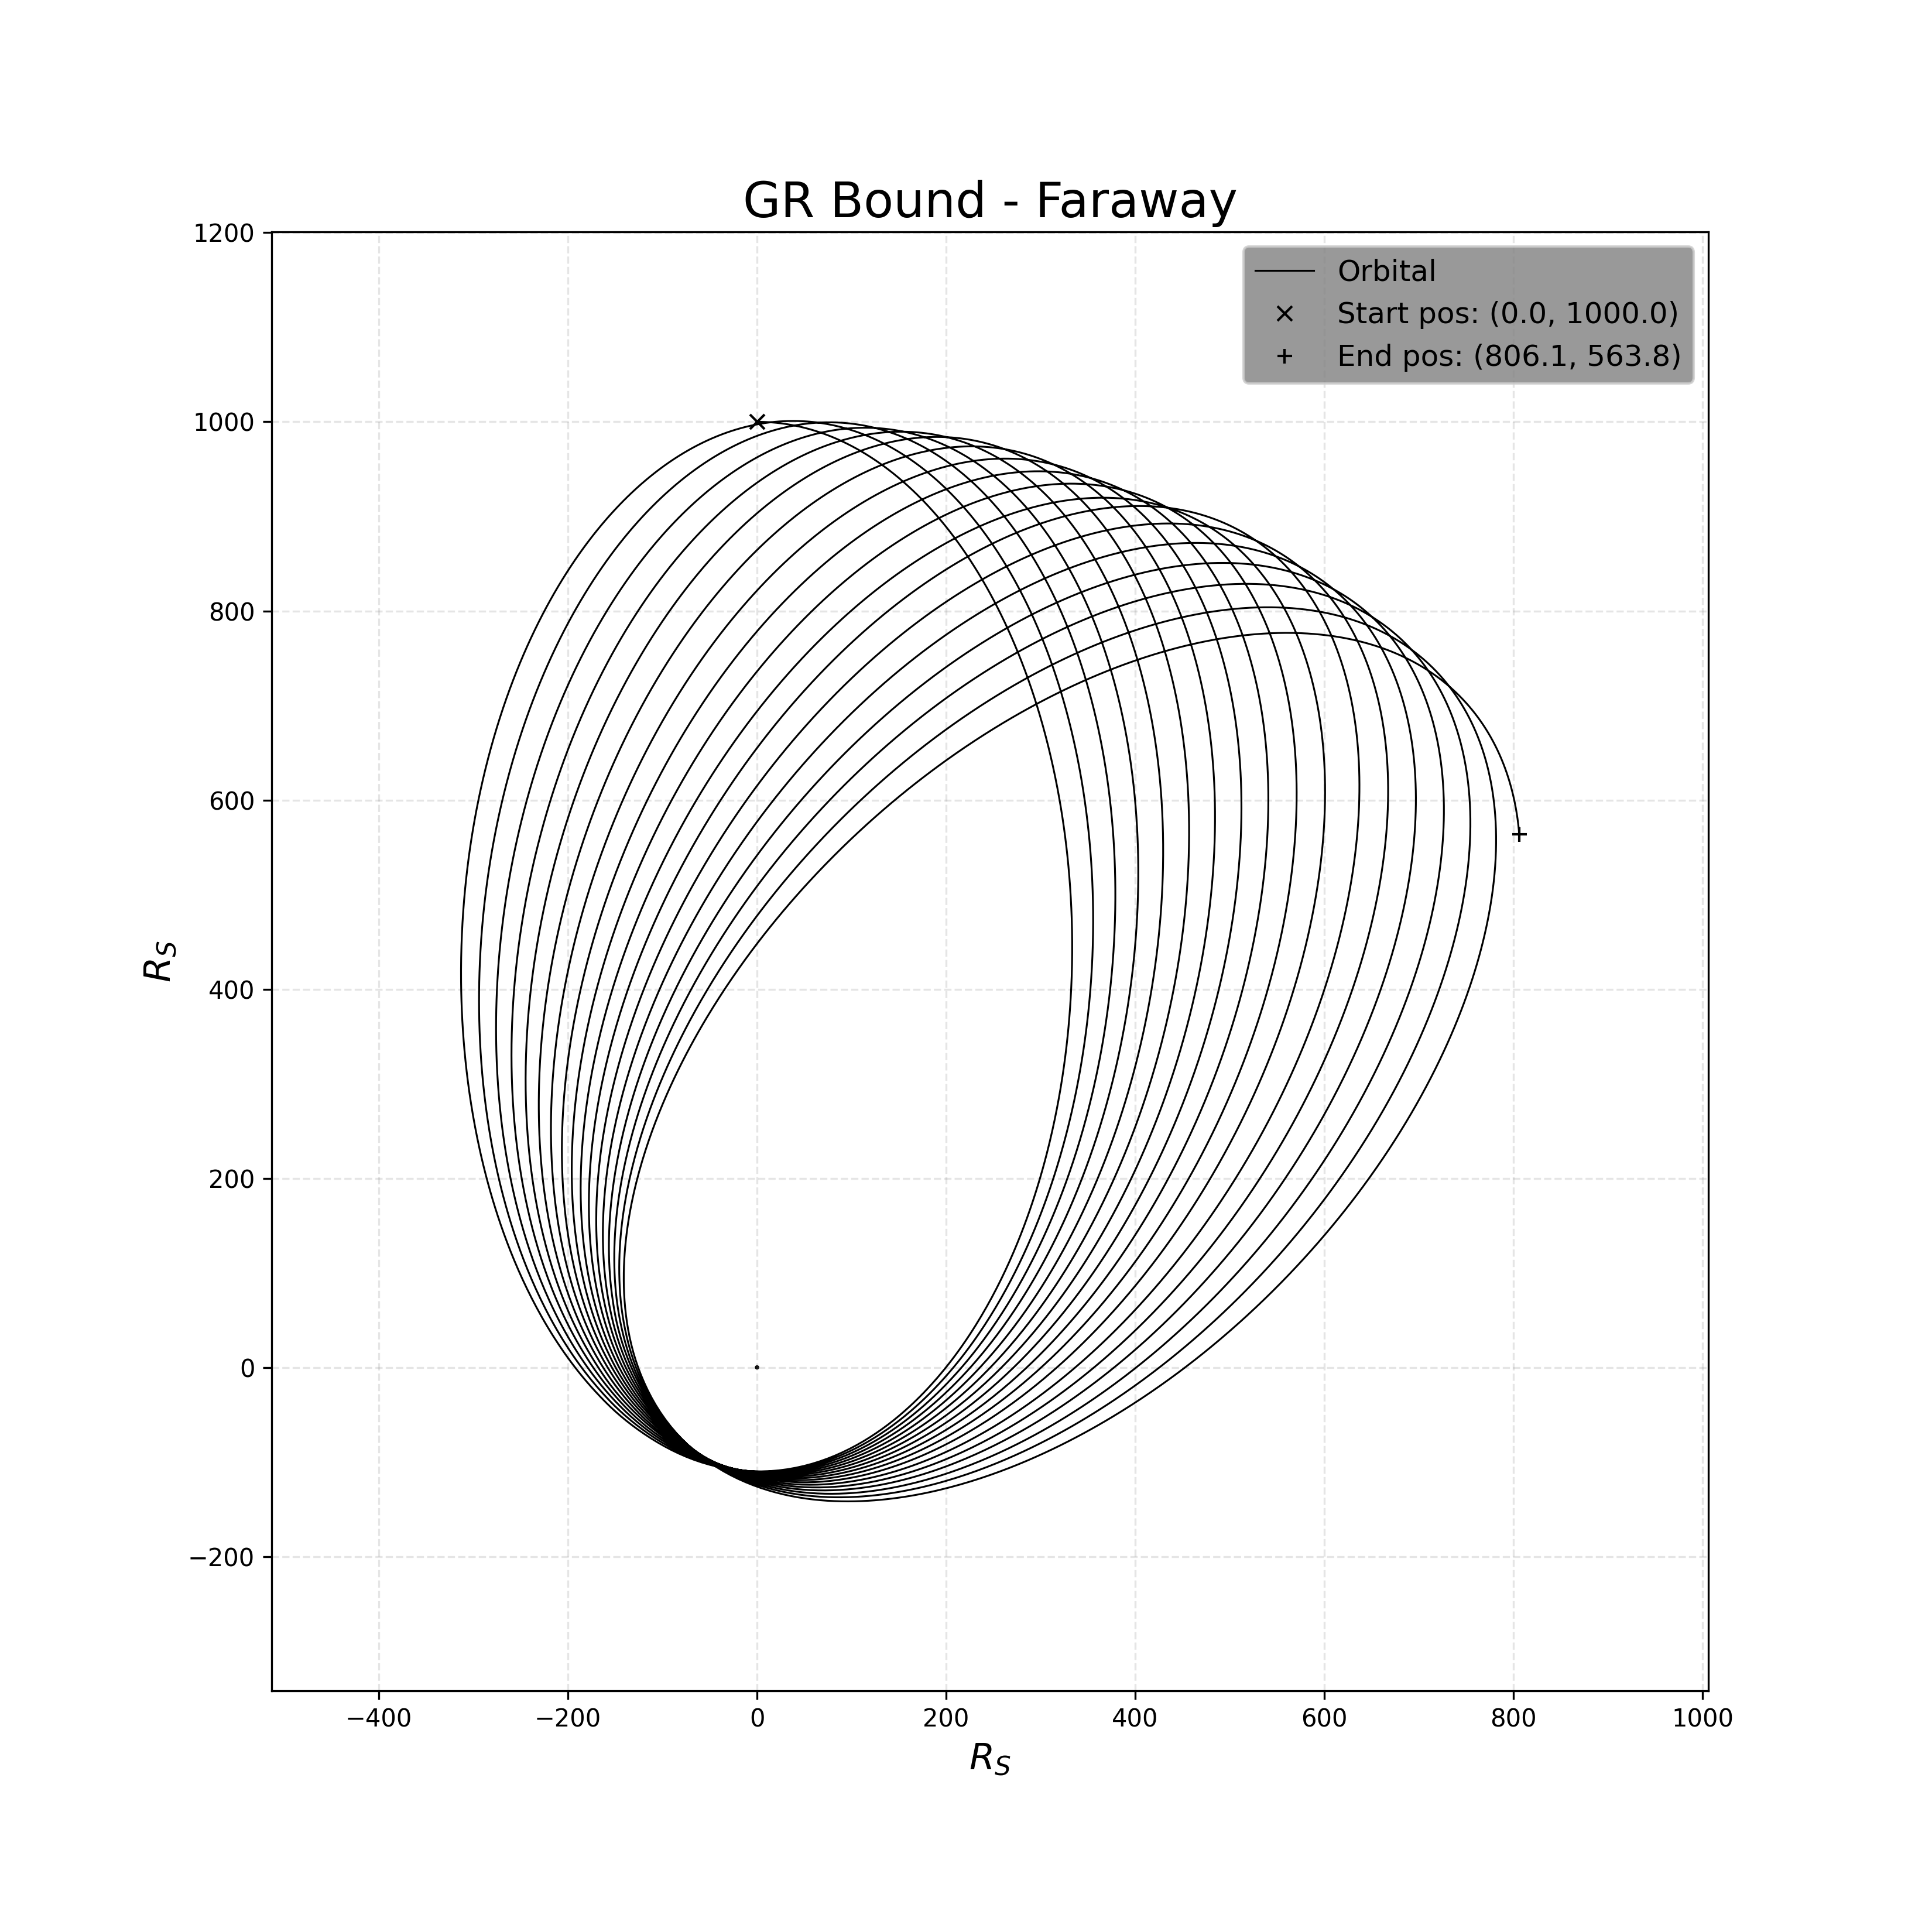 GR Bound - Faraway
Orbital
Start pos: (0.0, 1000.0)
End pos: (806.1, 563.8)
1200
1000
800
600
400
200
0
−200
R_S
−400 −200 0 200 400 600 800 1000
R_S